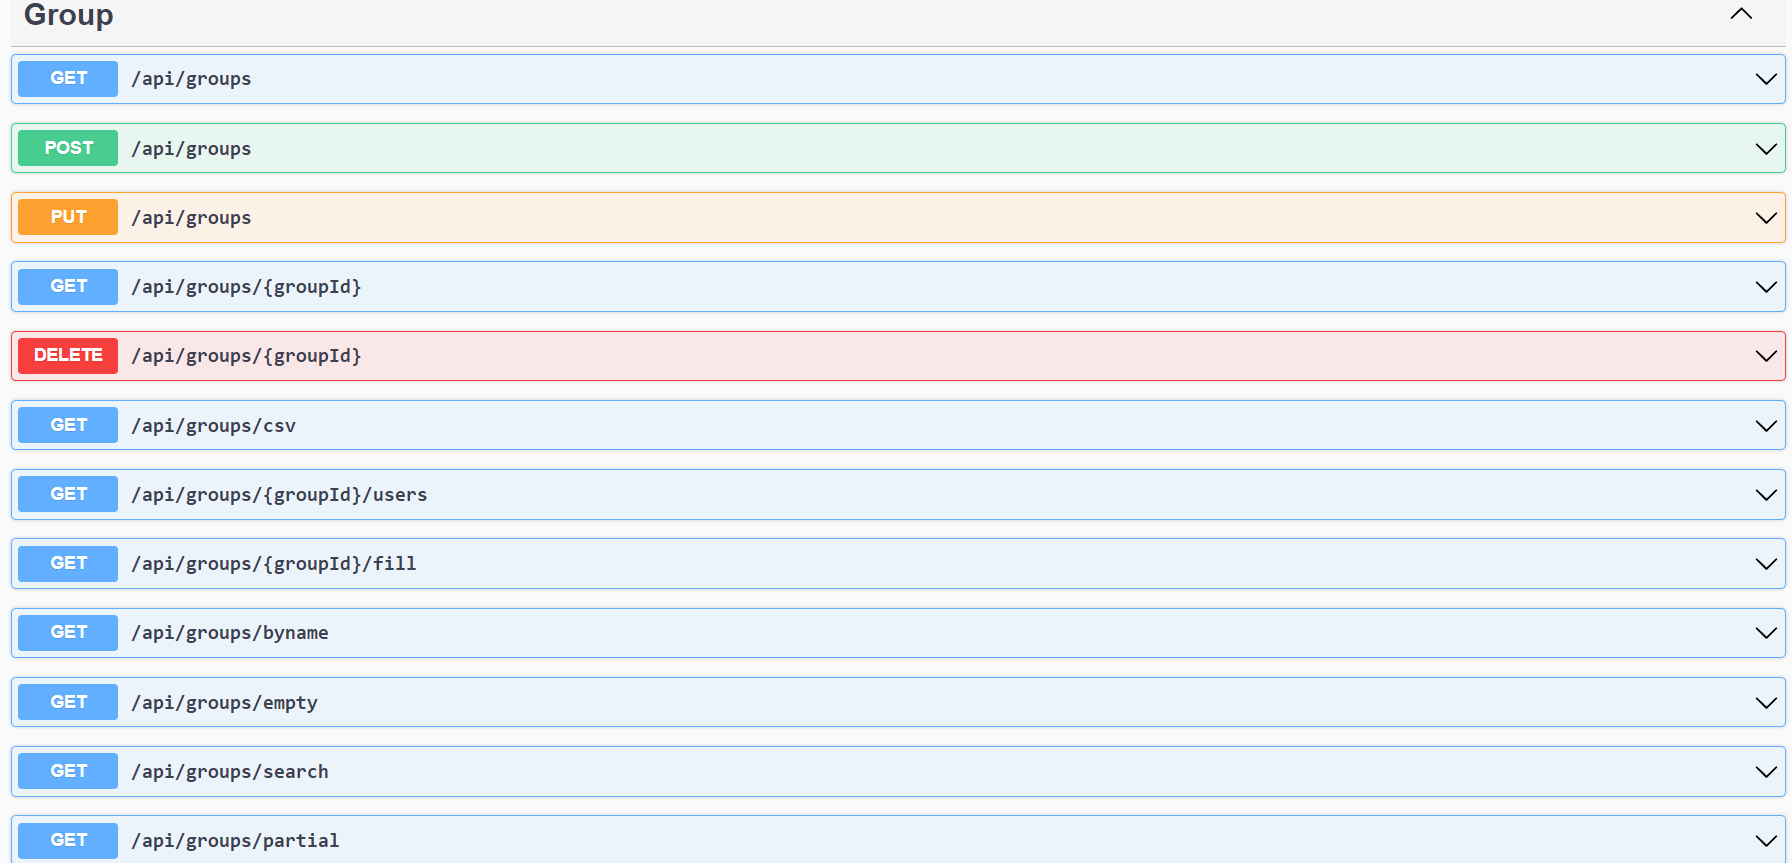 Group
GET /api/groups
POST /api/groups
PUT /api/groups
GET /api/groups/{groupId}
DELETE /api/groups/{groupId}
GET /api/groups/csv
GET /api/groups/{groupId}/users
GET /api/groups/{groupId}/fill
GET /api/groups/byname
GET /api/groups/empty
GET /api/groups/search
GET /api/groups/partial